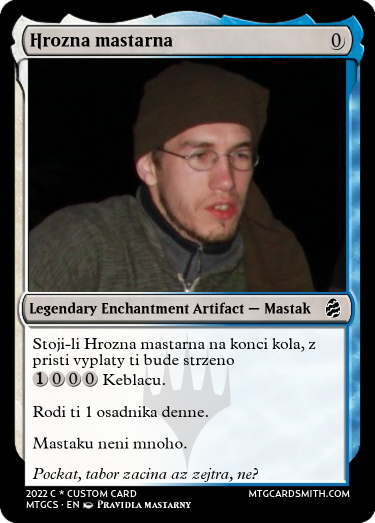 Hrozna mastarna 0
Legendary Enchantment Artifact — Mastak
Stoji-li Hrozna mastarna na konci kola, z
pristi vyplaty ti bude strzeno
1 0 0 0 Keblacu.
Rodi ti 1 osadnika denne.
Mastaku neni mnoho.
Pockat, tabor zacina az zejtra, ne?
2022 C * CUSTOM CARD MTGCARDSMITH.COM
MTGCS · EN Pravidla mastarny